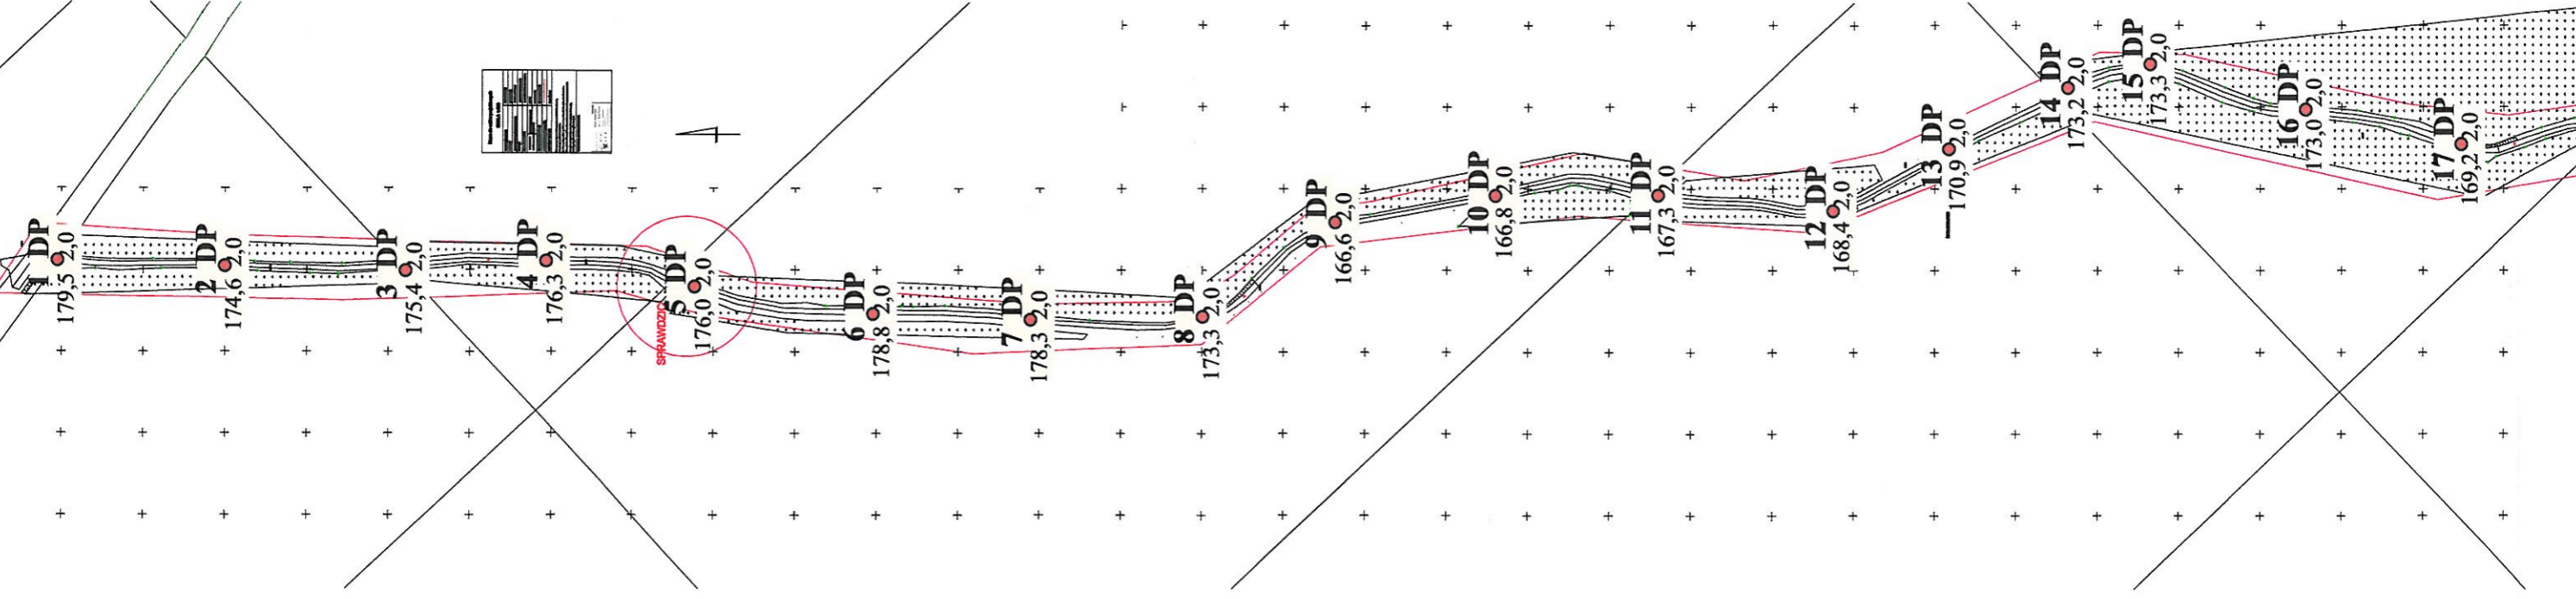 1 DP
2,0
179,5
2 DP
2,0
174,6
3 DP
2,0
175,4
4 DP
2,0
176,3
5 DP
2,0
176,0
SPRAWDZIĆ
6 DP
2,0
178,8
7 DP
2,0
178,3
8 DP
2,0
173,3
9 DP
2,0
166,6
10 DP
2,0
166,8
11 DP
2,0
167,3
12 DP
2,0
168,4
13 DP
2,0
170,9
14 DP
2,0
173,2
15 DP
2,0
173,3
16 DP
2,0
173,0
17 DP
2,0
169,2